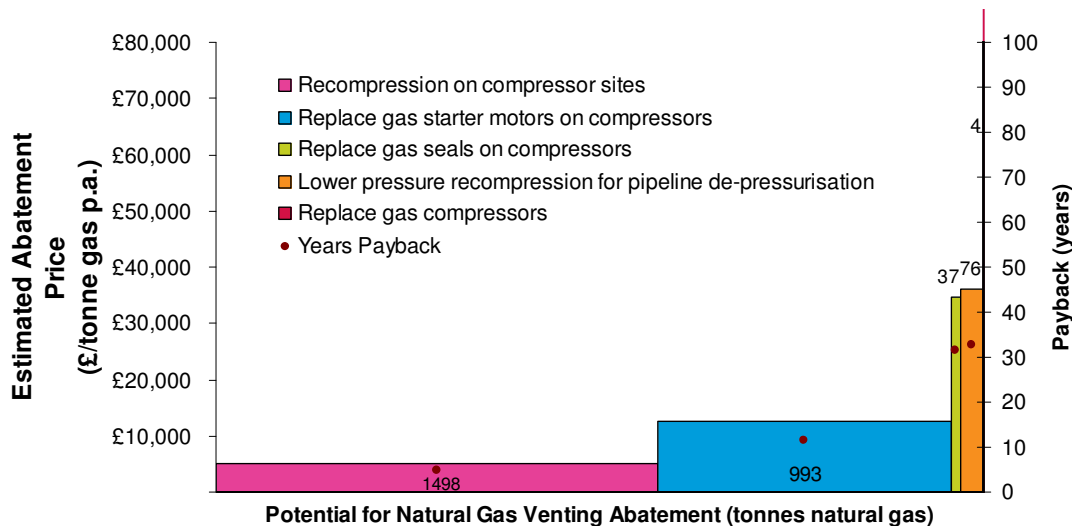 Estimated Abatement
Price
(£/tonne gas p.a.)
£80,000
£70,000
£60,000
£50,000
£40,000
£30,000
£20,000
£10,000
Recompression on compressor sites
Replace gas starter motors on compressors
Replace gas seals on compressors
Lower pressure recompression for pipeline de-pressurisation
Replace gas compressors
Years Payback
1498
993
37
76
4
100
90
80
70
60
50
40
30
20
10
0
Payback (years)
Potential for Natural Gas Venting Abatement (tonnes natural gas)